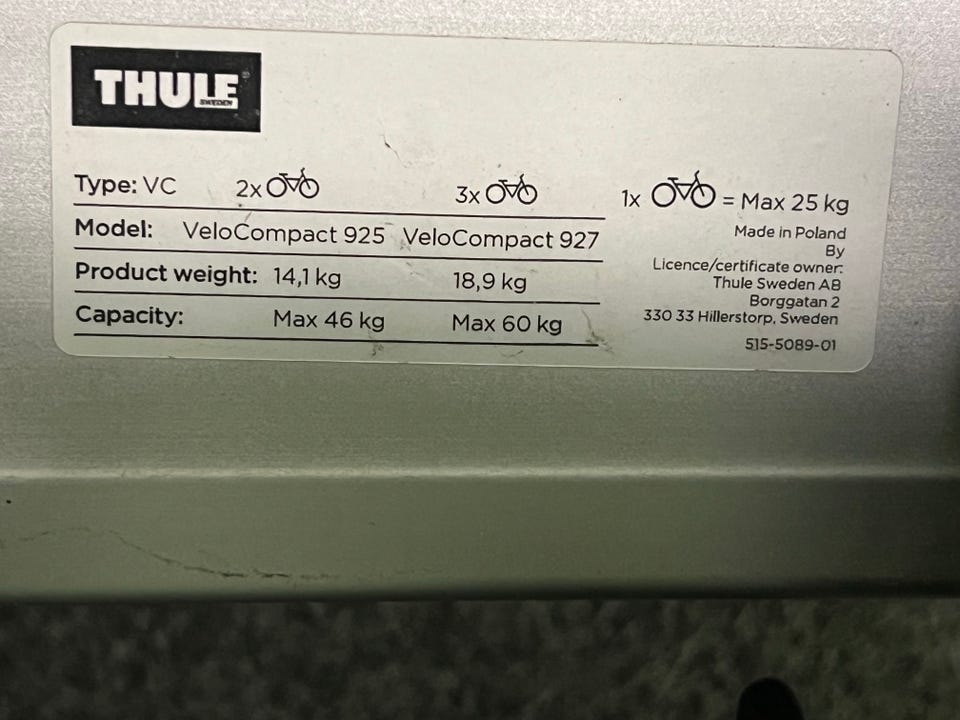 THULE
SWEDEN
Type: VC 2x 3x
Model: VeloCompact 925 VeloCompact 927
Product weight: 14,1 kg 18,9 kg
Capacity: Max 46 kg Max 60 kg
1x = Max 25 kg
Made in Poland
By
Licence/certificate owner:
Thule Sweden AB
Borggatan 2
330 33 Hillerstorp, Sweden
515-5089-01